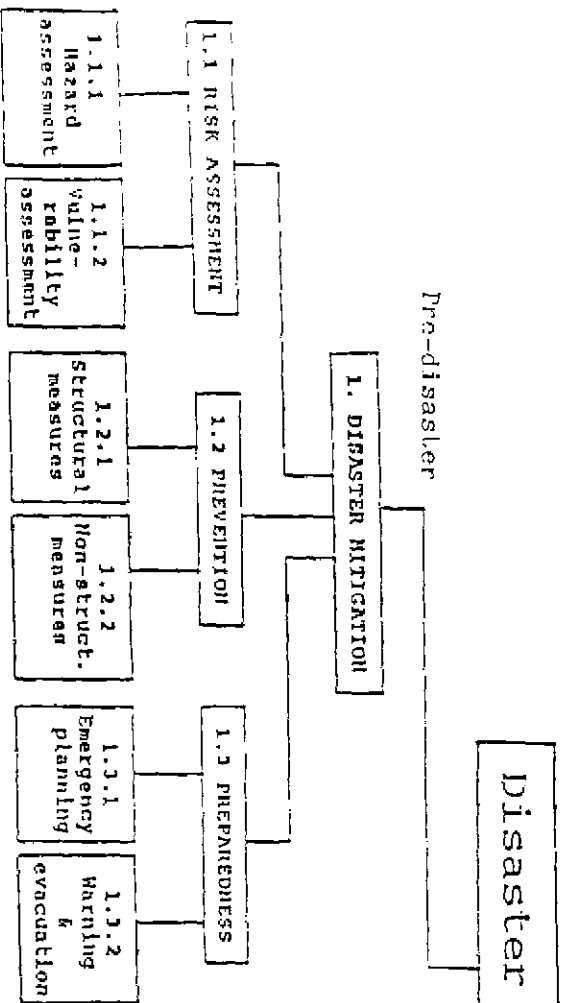 Disaster
Pre-disaster
1. DISASTER MITIGATION
1.1 RISK ASSESSMENT
1.2 PREVENTION
1.3 PREPAREDNESS
1.1.1
Hazard
assessment
1.1.2
Vulne-
rability
assessment
1.2.1
Structural
measures
1.2.2
Non-struct.
measures
1.3.1
Emergency
planning
1.3.2
Warning
&
evacuation